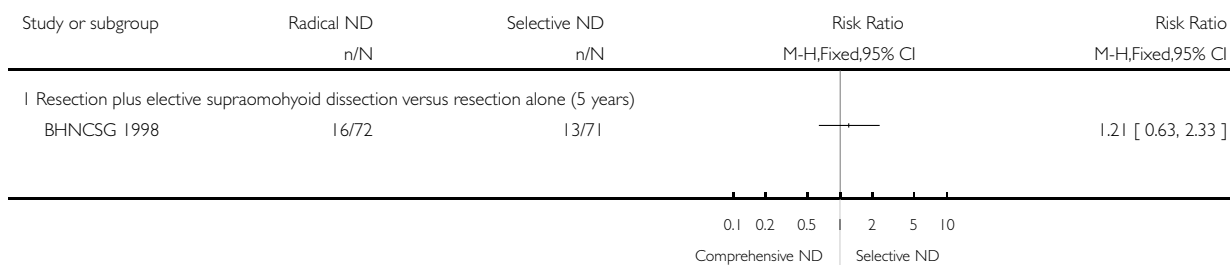 Study or subgroup Radical ND Selective ND Risk Ratio Risk Ratio
n/N n/N M-H,Fixed,95% CI M-H,Fixed,95% CI
1 Resection plus elective supraomohyoid dissection versus resection alone (5 years)
BHNCSG 1998 16/72 13/71 1.21 [ 0.63, 2.33 ]
0.1 0.2 0.5 1 2 5 10
Comprehensive ND Selective ND